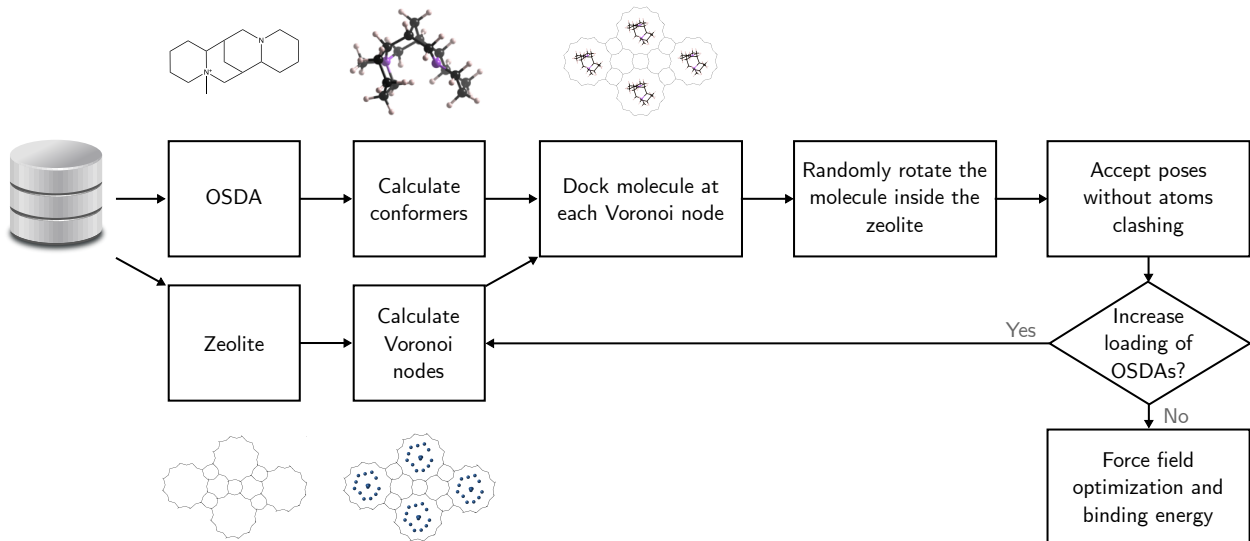 N
N⁺
OSDA
Calculate
conformers
Dock molecule at
each Voronoi node
Randomly rotate the
molecule inside the
zeolite
Accept poses
without atoms
clashing
Zeolite
Calculate
Voronoi
nodes
Yes
Increase
loading of
OSDAs?
No
Force field
optimization and
binding energy